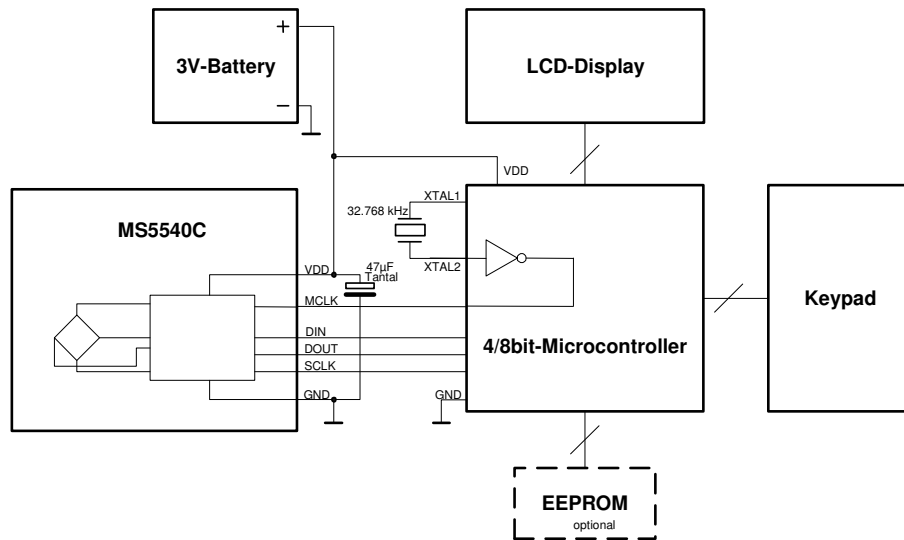 +
3V-Battery
−
LCD-Display
VDD
MS5540C
XTAL1
32.768 kHz
XTAL2
VDD
47µF
Tantal
MCLK
DIN
DOUT
SCLK
GND
4/8bit-Microcontroller
GND
Keypad
EEPROM
optional